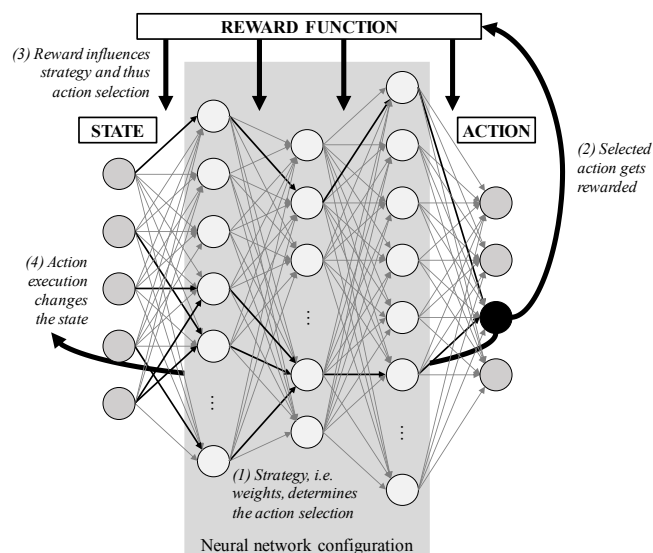 REWARD FUNCTION
(3) Reward influences
strategy and thus
action selection
STATE
ACTION
(2) Selected
action gets
rewarded
(4) Action
execution
changes
the state
...
...
...
(1) Strategy, i.e.
weights, determines
the action selection
Neural network configuration